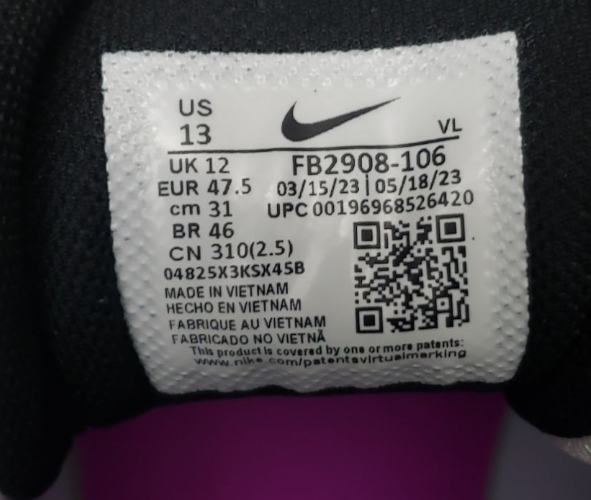 US
13
VL
UK 12
FB2908-106
EUR 47.5
03/15/23 | 05/18/23
cm 31
UPC 00196968526420
BR 46
CN 310(2.5)
04825X3KSX45B
MADE IN VIETNAM
HECHO EN VIETNAM
FABRIQUE AU VIETNAM
FABRICADO NO VIETNÃ
This product is covered by one or more patents:
www.nike.com/patentsvirtualmarking